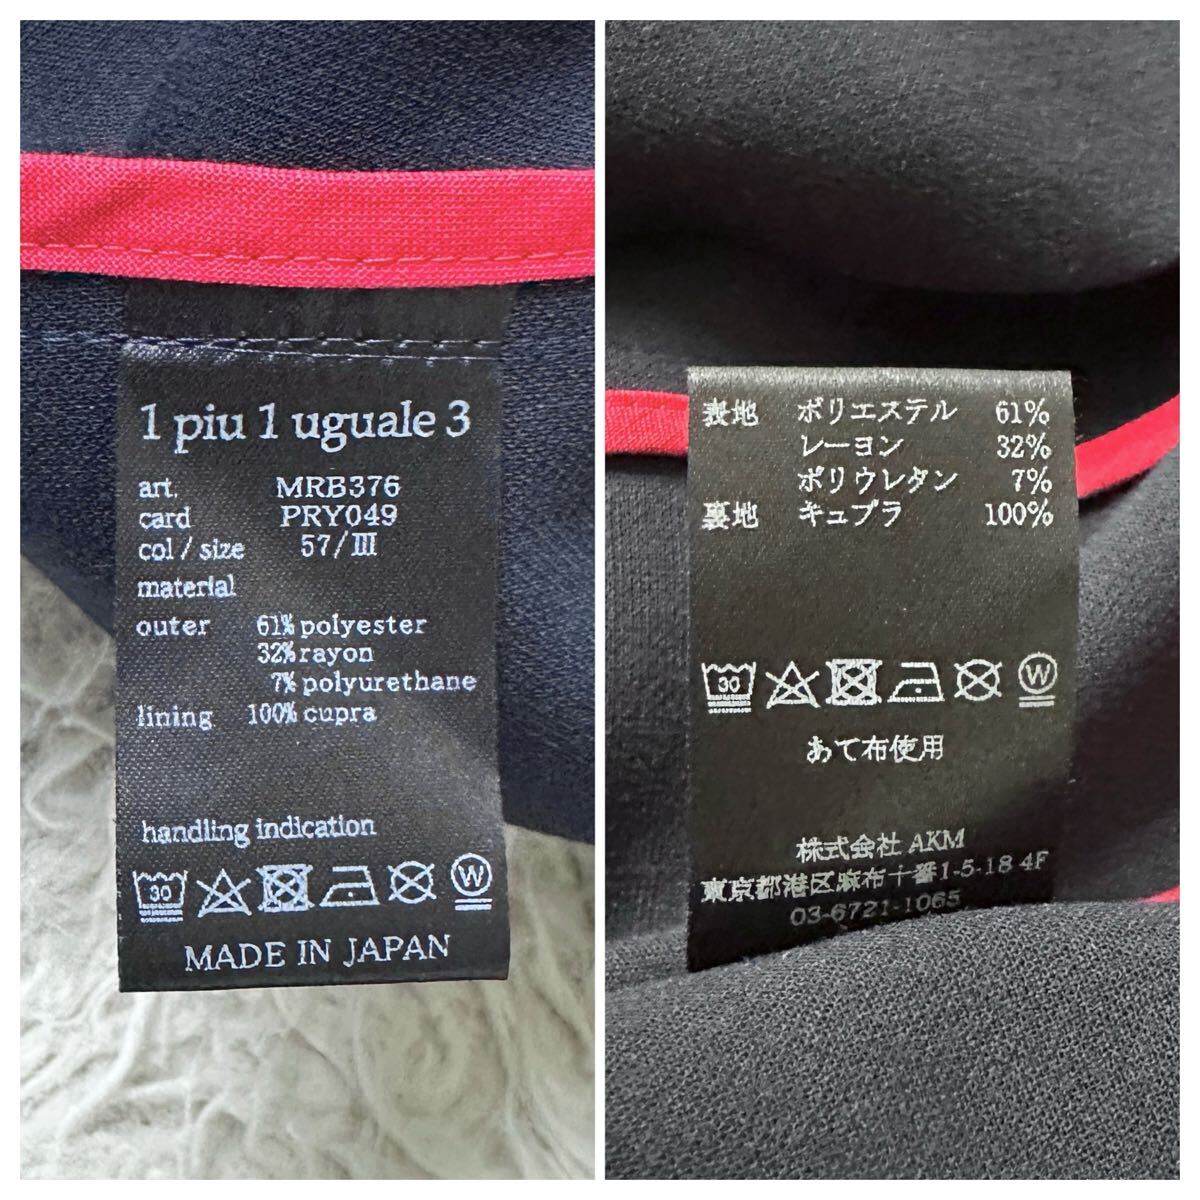 1 piu 1 uguale 3
art. MRB376
card PRY049
col / size 57/Ⅲ
material
outer 61% polyester
32% rayon
7% polyurethane
lining 100% cupra
handling indication
30 W
MADE IN JAPAN
表地 ポリエステル 61%
レーヨン 32%
ポリウレタン 7%
裏地 キュプラ 100%
30 W
あて布使用
株式会社 AKM
東京都港区麻布十番1-5-18 4F
03-6721-1065